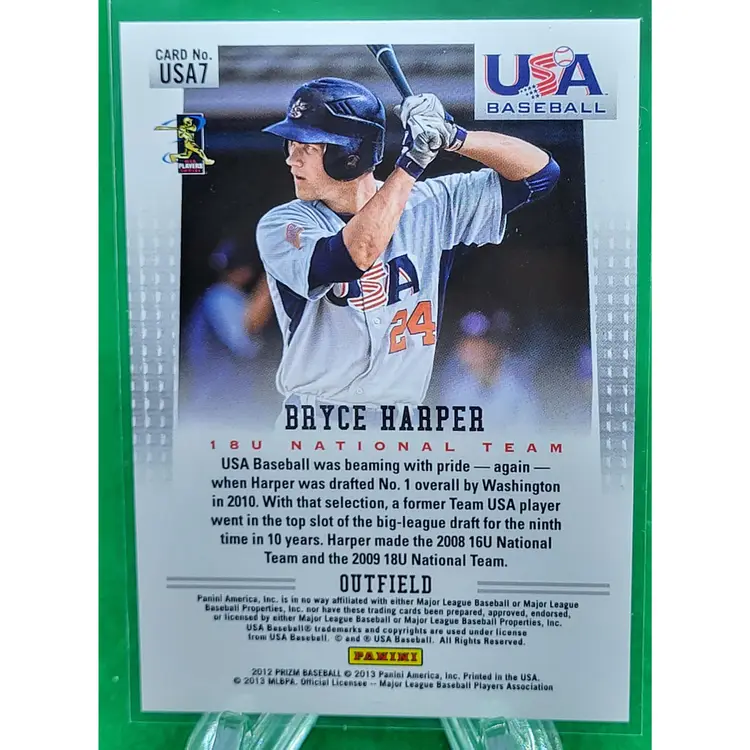 CARD No.
USA7
USA
BASEBALL
MLB
PLAYERS
USA
24
BRYCE HARPER
18U NATIONAL TEAM
USA Baseball was beaming with pride — again —
when Harper was drafted No. 1 overall by Washington
in 2010. With that selection, a former Team USA player
went in the top slot of the big-league draft for the ninth
time in 10 years. Harper made the 2008 16U National
Team and the 2009 18U National Team.
OUTFIELD
Panini America, Inc. is in no way affiliated with either Major League Baseball or Major League
Baseball Properties, Inc. nor have these trading cards been prepared, approved, endorsed,
or licensed by either Major League Baseball or Major League Baseball Properties, Inc.
USA Baseball® trademarks and copyrights are used under license
from USA Baseball. © and ® USA Baseball. All Rights Reserved.
PANINI
2012 PRIZM BASEBALL © 2013 Panini America, Inc. Printed in the USA.
© 2013 MLBPA. Official Licensee -- Major League Baseball Players Association